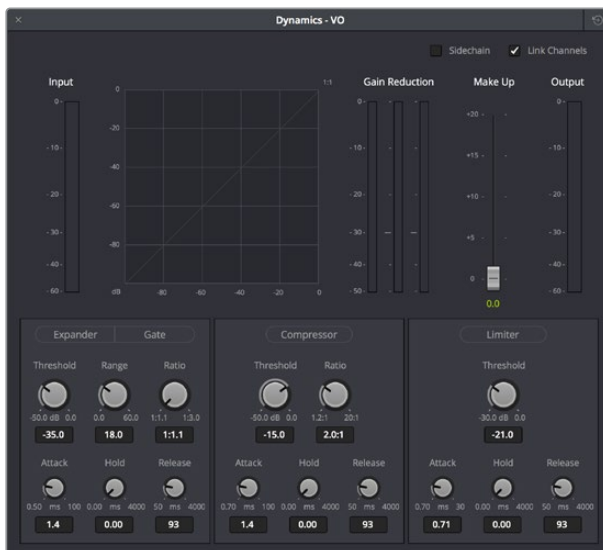 Dynamics - VO
Sidechain
Link Channels
Input
1:1
Gain Reduction
Make Up
Output
0
-20
-40
-60
-80
dB
-80
-60
-40
-20
0
0-
-10-
-20-
-30-
-40-
-60-
0-
-10-
-20-
-30-
-40-
-50-
+20
+15
+10
+5
0
0.0
0-
-10-
-20-
-30-
-40-
-60-
Expander
Gate
Compressor
Limiter
Threshold
Range
Ratio
Threshold
Ratio
Threshold
-50.0 dB 0.0
0.0 60.0
1:1.1 1:3.0
-50.0 dB 0.0
1.2:1 20:1
-30.0 dB 0.0
-35.0
18.0
1:1.1
-15.0
2.0:1
-21.0
Attack
Hold
Release
Attack
Hold
Release
Attack
Hold
Release
0.50 ms 100
0.00 ms 4000
50 ms 4000
0.70 ms 100
0.00 ms 4000
50 ms 4000
0.70 ms 30
0.00 ms 4000
50 ms 4000
1.4
0.00
93
1.4
0.00
93
0.71
0.00
93